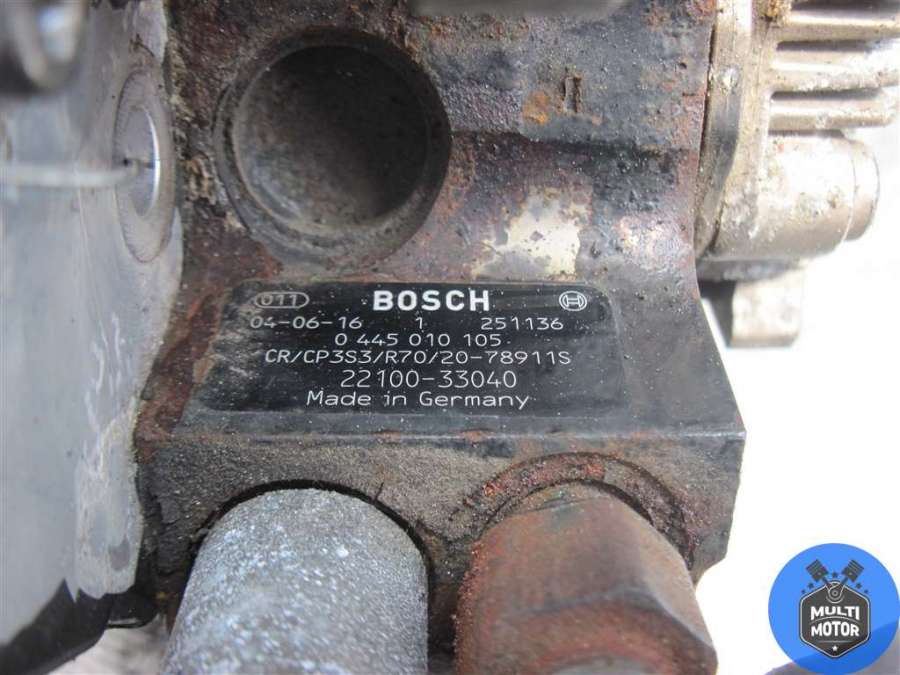 011 BOSCH
04-06-16 1 251136
0 445 010 105
CR/CP3S3/R70/20-78911S
22100-33040
Made in Germany
MULTI
MOTOR